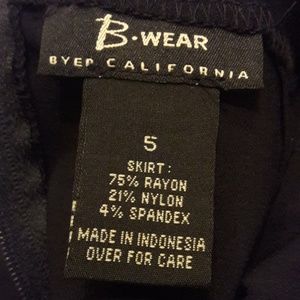 B•WEAR
BYER CALIFORNIA
5
SKIRT:
75% RAYON
21% NYLON
4% SPANDEX
MADE IN INDONESIA
OVER FOR CARE